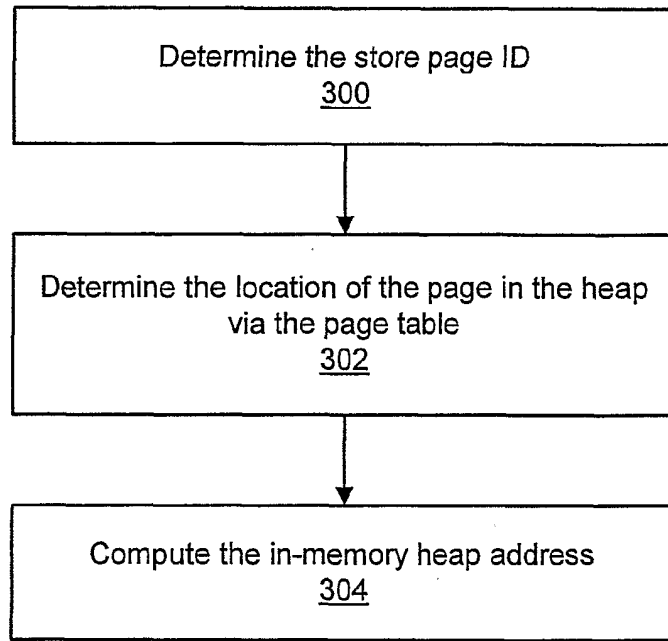 Determine the store page ID
300
Determine the location of the page in the heap
via the page table
302
Compute the in-memory heap address
304